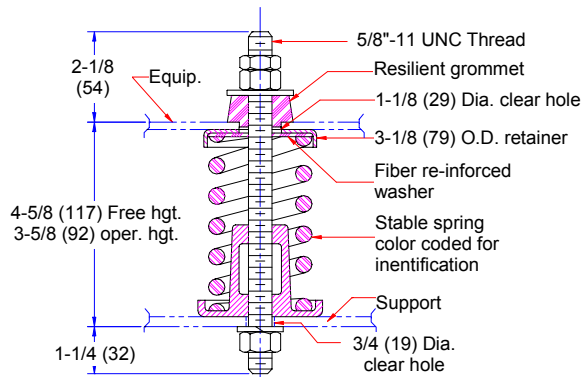 5/8"-11 UNC Thread
2-1/8
(54)
Equip.
Resilient grommet
1-1/8 (29) Dia. clear hole
3-1/8 (79) O.D. retainer
Fiber re-inforced
washer
4-5/8 (117) Free hgt.
3-5/8 (92) oper. hgt.
Stable spring
color coded for
inentification
Support
1-1/4 (32)
3/4 (19) Dia.
clear hole